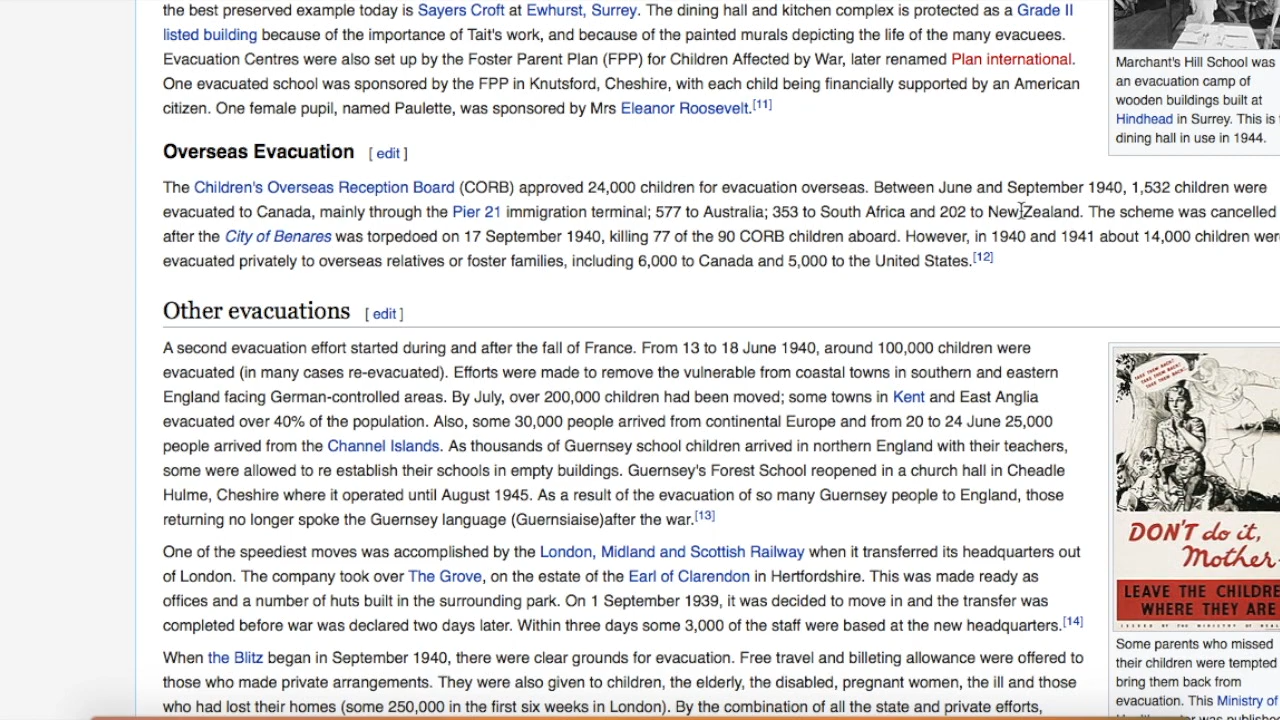 the best preserved example today is Sayers Croft at Ewhurst, Surrey. The dining hall and kitchen complex is protected as a Grade II
listed building because of the importance of Tait's work, and because of the painted murals depicting the life of the many evacuees.
Evacuation Centres were also set up by the Foster Parent Plan (FPP) for Children Affected by War, later renamed Plan international.
One evacuated school was sponsored by the FPP in Knutsford, Cheshire, with each child being financially supported by an American
citizen. One female pupil, named Paulette, was sponsored by Mrs Eleanor Roosevelt.[11]
Marchant's Hill School was
an evacuation camp of
wooden buildings built at
Hindhead in Surrey. This is
dining hall in use in 1944.
Overseas Evacuation [ edit ]
The Children's Overseas Reception Board (CORB) approved 24,000 children for evacuation overseas. Between June and September 1940, 1,532 children were
evacuated to Canada, mainly through the Pier 21 immigration terminal; 577 to Australia; 353 to South Africa and 202 to New Zealand. The scheme was cancelled
after the City of Benares was torpedoed on 17 September 1940, killing 77 of the 90 CORB children aboard. However, in 1940 and 1941 about 14,000 children wer
evacuated privately to overseas relatives or foster families, including 6,000 to Canada and 5,000 to the United States.[12]
Other evacuations [ edit ]
A second evacuation effort started during and after the fall of France. From 13 to 18 June 1940, around 100,000 children were
evacuated (in many cases re-evacuated). Efforts were made to remove the vulnerable from coastal towns in southern and eastern
England facing German-controlled areas. By July, over 200,000 children had been moved; some towns in Kent and East Anglia
evacuated over 40% of the population. Also, some 30,000 people arrived from continental Europe and from 20 to 24 June 25,000
people arrived from the Channel Islands. As thousands of Guernsey school children arrived in northern England with their teachers,
some were allowed to re establish their schools in empty buildings. Guernsey's Forest School reopened in a church hall in Cheadle
Hulme, Cheshire where it operated until August 1945. As a result of the evacuation of so many Guernsey people to England, those
returning no longer spoke the Guernsey language (Guernsiaise)after the war.[13]
One of the speediest moves was accomplished by the London, Midland and Scottish Railway when it transferred its headquarters out
of London. The company took over The Grove, on the estate of the Earl of Clarendon in Hertfordshire. This was made ready as
offices and a number of huts built in the surrounding park. On 1 September 1939, it was decided to move in and the transfer was
completed before war was declared two days later. Within three days some 3,000 of the staff were based at the new headquarters.[14]
When the Blitz began in September 1940, there were clear grounds for evacuation. Free travel and billeting allowance were offered to
those who made private arrangements. They were also given to children, the elderly, the disabled, pregnant women, the ill and those
who had lost their homes (some 250,000 in the first six weeks in London). By the combination of all the state and private efforts,
TAKE THEM BACK!
TAKE THEM BACK!
TAKE THEM BACK!
DON'T do it,
Mother-
LEAVE THE CHILDRE
WHERE THEY ARE
Some parents who missed
their children were tempted
bring them back from
evacuation. This Ministry of